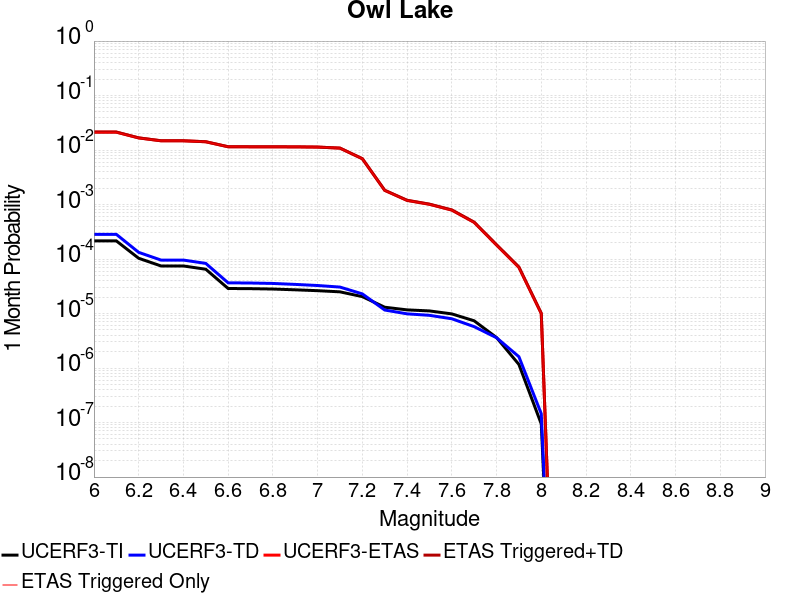 Owl Lake
10^0
10^-1
10^-2
10^-3
10^-4
10^-5
10^-6
10^-7
10^-8
1 Month Probability
6 6.2 6.4 6.6 6.8 7 7.2 7.4 7.6 7.8 8 8.2 8.4 8.6 8.8 9
Magnitude
UCERF3-TI UCERF3-TD UCERF3-ETAS ETAS Triggered+TD
ETAS Triggered Only